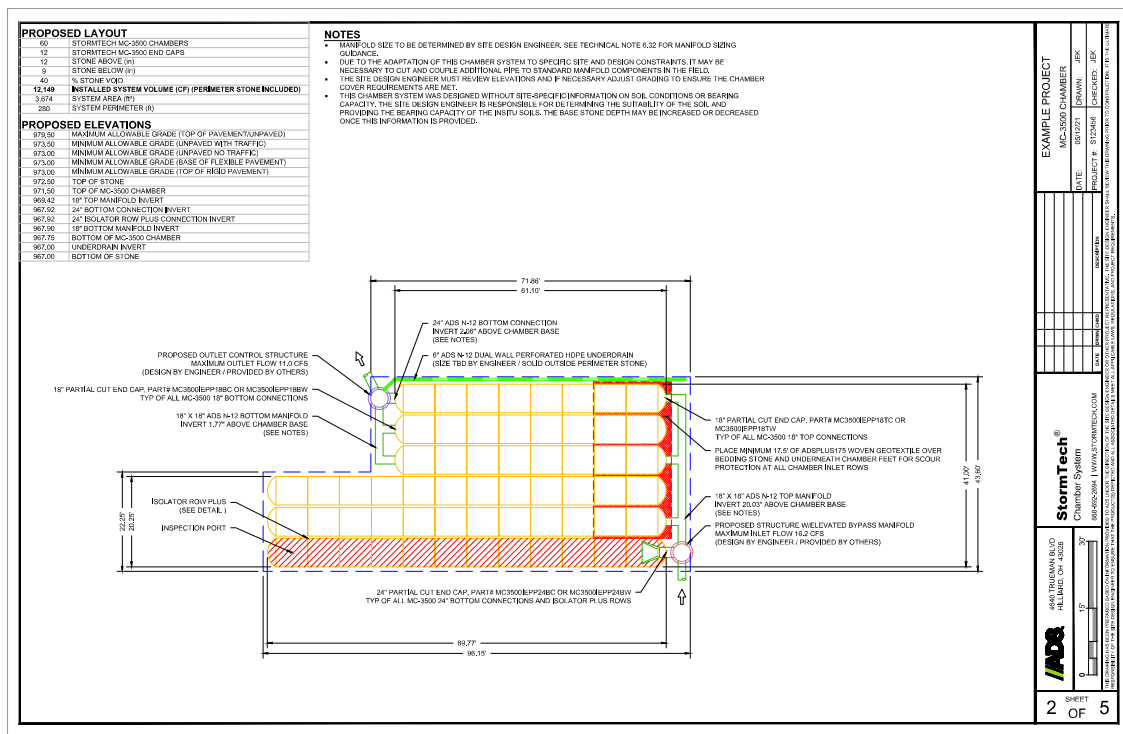 PROPOSED LAYOUT
60 STORMTECH MC-3500 CHAMBERS
12 STORMTECH MC-3500 END CAPS
12 STONE ABOVE (in)
9 STONE BELOW (in)
40 % STONE VOID
12,149 INSTALLED SYSTEM VOLUME (CF) (PERIMETER STONE INCLUDED)
3,674 SYSTEM AREA (ft²)
280 SYSTEM PERIMETER (ft)
PROPOSED ELEVATIONS
979.50 MAXIMUM ALLOWABLE GRADE (TOP OF PAVEMENT/UNPAVED)
973.50 MINIMUM ALLOWABLE GRADE (UNPAVED WITH TRAFFIC)
973.00 MINIMUM ALLOWABLE GRADE (UNPAVED NO TRAFFIC)
973.00 MINIMUM ALLOWABLE GRADE (BASE OF FLEXIBLE PAVEMENT)
973.00 MINIMUM ALLOWABLE GRADE (TOP OF RIGID PAVEMENT)
972.50 TOP OF STONE
971.50 TOP OF MC-3500 CHAMBER
969.42 18" TOP MANIFOLD INVERT
967.92 24" BOTTOM CONNECTION INVERT
967.92 24" ISOLATOR ROW PLUS CONNECTION INVERT
967.90 18" BOTTOM MANIFOLD INVERT
967.75 BOTTOM OF MC-3500 CHAMBER
967.00 UNDERDRAIN INVERT
967.00 BOTTOM OF STONE
NOTES
• MANIFOLD SIZE TO BE DETERMINED BY SITE DESIGN ENGINEER. SEE TECHNICAL NOTE 6.32 FOR MANIFOLD SIZING
GUIDANCE.
• DUE TO THE ADAPTATION OF THIS CHAMBER SYSTEM TO SPECIFIC SITE AND DESIGN CONSTRAINTS, IT MAY BE
NECESSARY TO CUT AND COUPLE ADDITIONAL PIPE TO STANDARD MANIFOLD COMPONENTS IN THE FIELD.
• THE SITE DESIGN ENGINEER MUST REVIEW ELEVATIONS AND IF NECESSARY ADJUST GRADING TO ENSURE THE CHAMBER
COVER REQUIREMENTS ARE MET.
• THIS CHAMBER SYSTEM WAS DESIGNED WITHOUT SITE-SPECIFIC INFORMATION ON SOIL CONDITIONS OR BEARING
CAPACITY. THE SITE DESIGN ENGINEER IS RESPONSIBLE FOR DETERMINING THE SUITABILITY OF THE SOIL AND
PROVIDING THE BEARING CAPACITY OF THE INSITU SOILS. THE BASE STONE DEPTH MAY BE INCREASED OR DECREASED
ONCE THIS INFORMATION IS PROVIDED.
71.86'
61.10'
24" ADS N-12 BOTTOM CONNECTION
INVERT 2.06" ABOVE CHAMBER BASE
(SEE NOTES)
6" ADS N-12 DUAL WALL PERFORATED HDPE UNDERDRAIN
(SIZE TBD BY ENGINEER / SOLID OUTSIDE PERIMETER STONE)
PROPOSED OUTLET CONTROL STRUCTURE
MAXIMUM OUTLET FLOW 11.0 CFS
(DESIGN BY ENGINEER / PROVIDED BY OTHERS)
18" PARTIAL CUT END CAP, PART# MC3500IEPP18BC OR MC3500IEPP18BW
TYP OF ALL MC-3500 18" BOTTOM CONNECTIONS
18" X 18" ADS N-12 BOTTOM MANIFOLD
INVERT 1.77" ABOVE CHAMBER BASE
(SEE NOTES)
ISOLATOR ROW PLUS
(SEE DETAIL )
INSPECTION PORT
22.25'
20.25'
18" PARTIAL CUT END CAP, PART# MC3500IEPP18TC OR
MC3500IEPP18TW
TYP OF ALL MC-3500 18" TOP CONNECTIONS
PLACE MINIMUM 17.5' OF ADSPLUS175 WOVEN GEOTEXTILE OVER
BEDDING STONE AND UNDERNEATH CHAMBER FEET FOR SCOUR
PROTECTION AT ALL CHAMBER INLET ROWS
18" X 18" ADS N-12 TOP MANIFOLD
INVERT 20.03" ABOVE CHAMBER BASE
(SEE NOTES)
PROPOSED STRUCTURE W/ELEVATED BYPASS MANIFOLD
MAXIMUM INLET FLOW 16.2 CFS
(DESIGN BY ENGINEER / PROVIDED BY OTHERS)
41.00'
43.60'
24" PARTIAL CUT END CAP, PART# MC3500IEPP24BC OR MC3500IEPP24BW
TYP OF ALL MC-3500 24" BOTTOM CONNECTIONS AND ISOLATOR PLUS ROWS
89.77'
96.15'
EXAMPLE PROJECT
MC-3500 CHAMBER
DATE: 05/12/21 DRAWN: JEK
PROJECT #: S123456 CHECKED: JEK
DATE DRWN CHKD DESCRIPTION
StormTech®
Chamber System
888-892-2694 | WWW.STORMTECH.COM
4640 TRUEMAN BLVD
HILLIARD, OH 43026
ADS
0 15' 30'
SHEET
2 OF 5